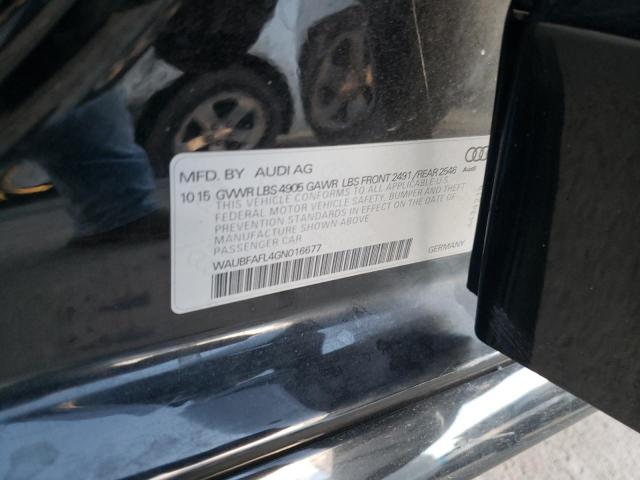 MFD. BY AUDI AG
10 15 GVWR LBS 4905 GAWR LBS FRONT 2491 / REAR 2546
THIS VEHICLE CONFORMS TO ALL APPLICABLE U.S.
FEDERAL MOTOR VEHICLE SAFETY, BUMPER, AND THEFT
PREVENTION STANDARDS IN EFFECT ON THE DATE OF
MANUFACTURE SHOWN ABOVE.
PASSENGER CAR
WAUBFAFL4GN016677
GERMANY
Audi